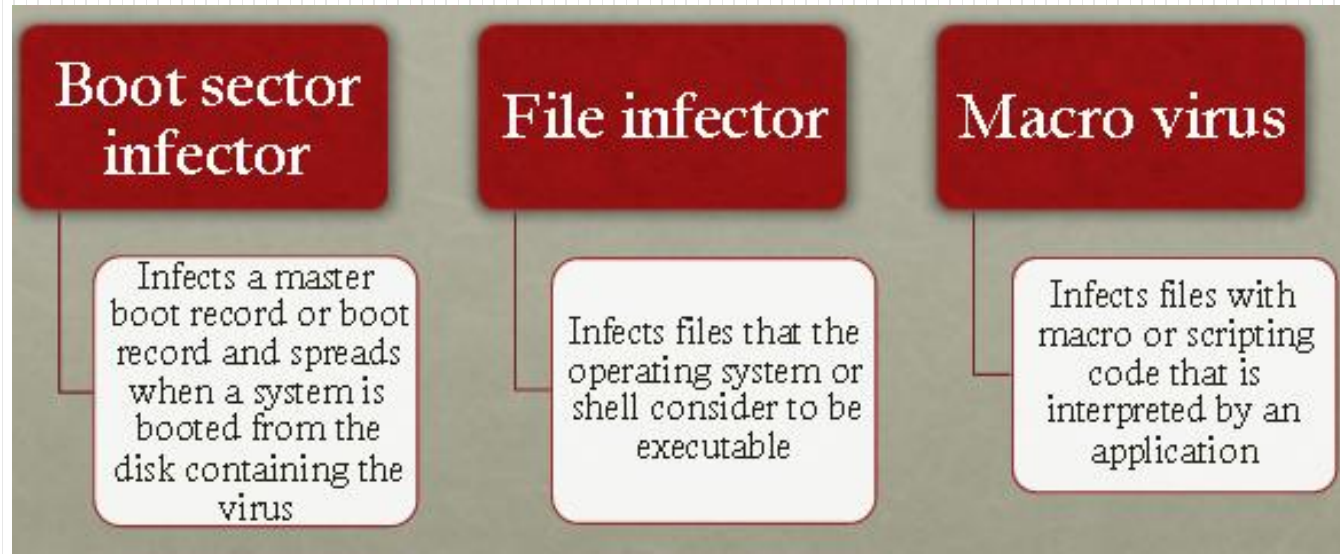 Boot sector
infector
Infects a master
boot record or boot
record and spreads
when a system is
booted from the
disk containing the
virus
File infector
Infects files that the
operating system or
shell consider to be
executable
Macro virus
Infects files with
macro or scripting
code that is
interpreted by an
application